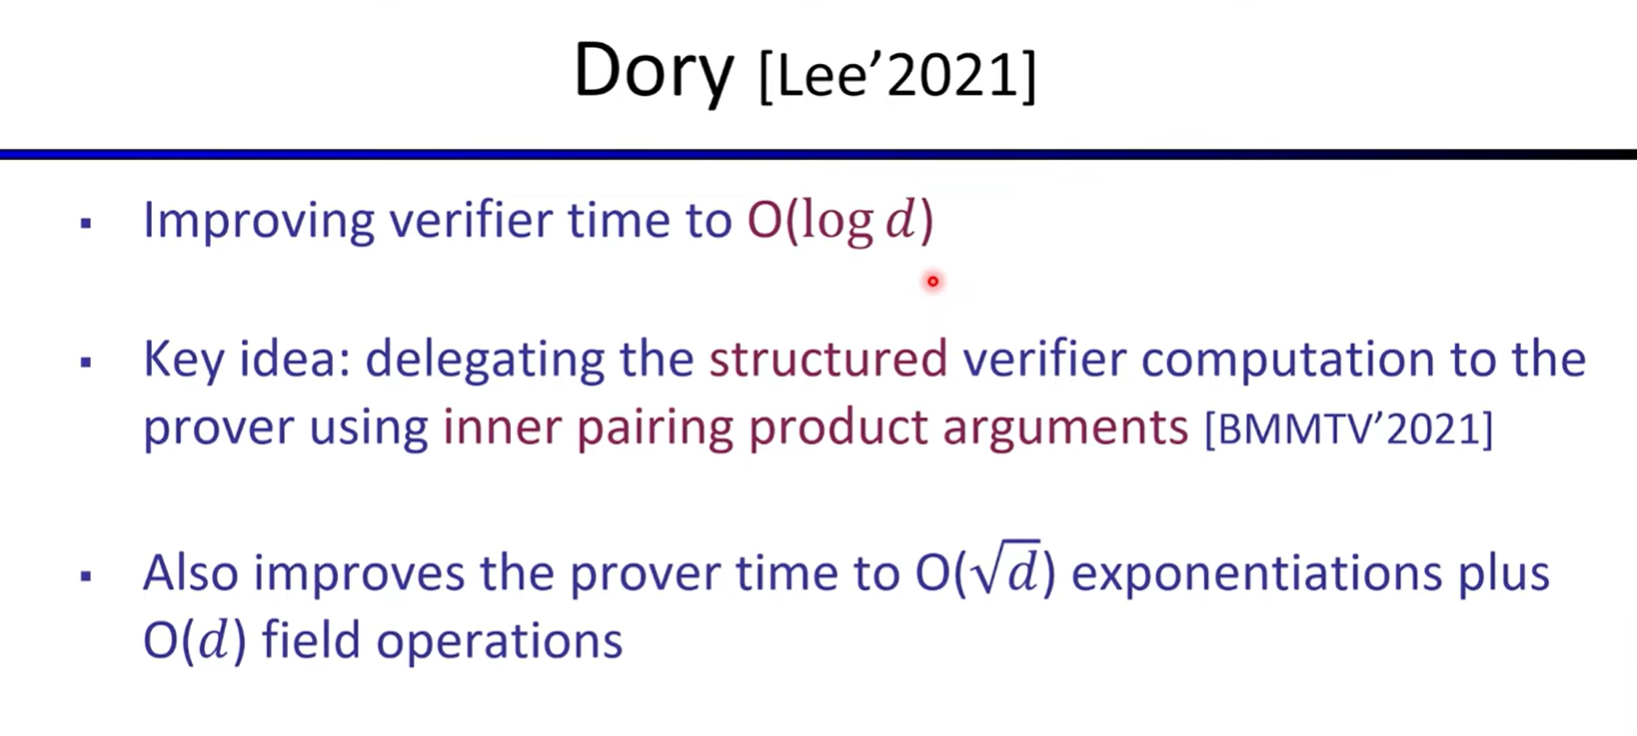 Dory [Lee’2021]
▪ Improving verifier time to O(log d)
▪ Key idea: delegating the structured verifier computation to the
prover using inner pairing product arguments [BMMTV’2021]
▪ Also improves the prover time to O(√d) exponentiations plus
O(d) field operations